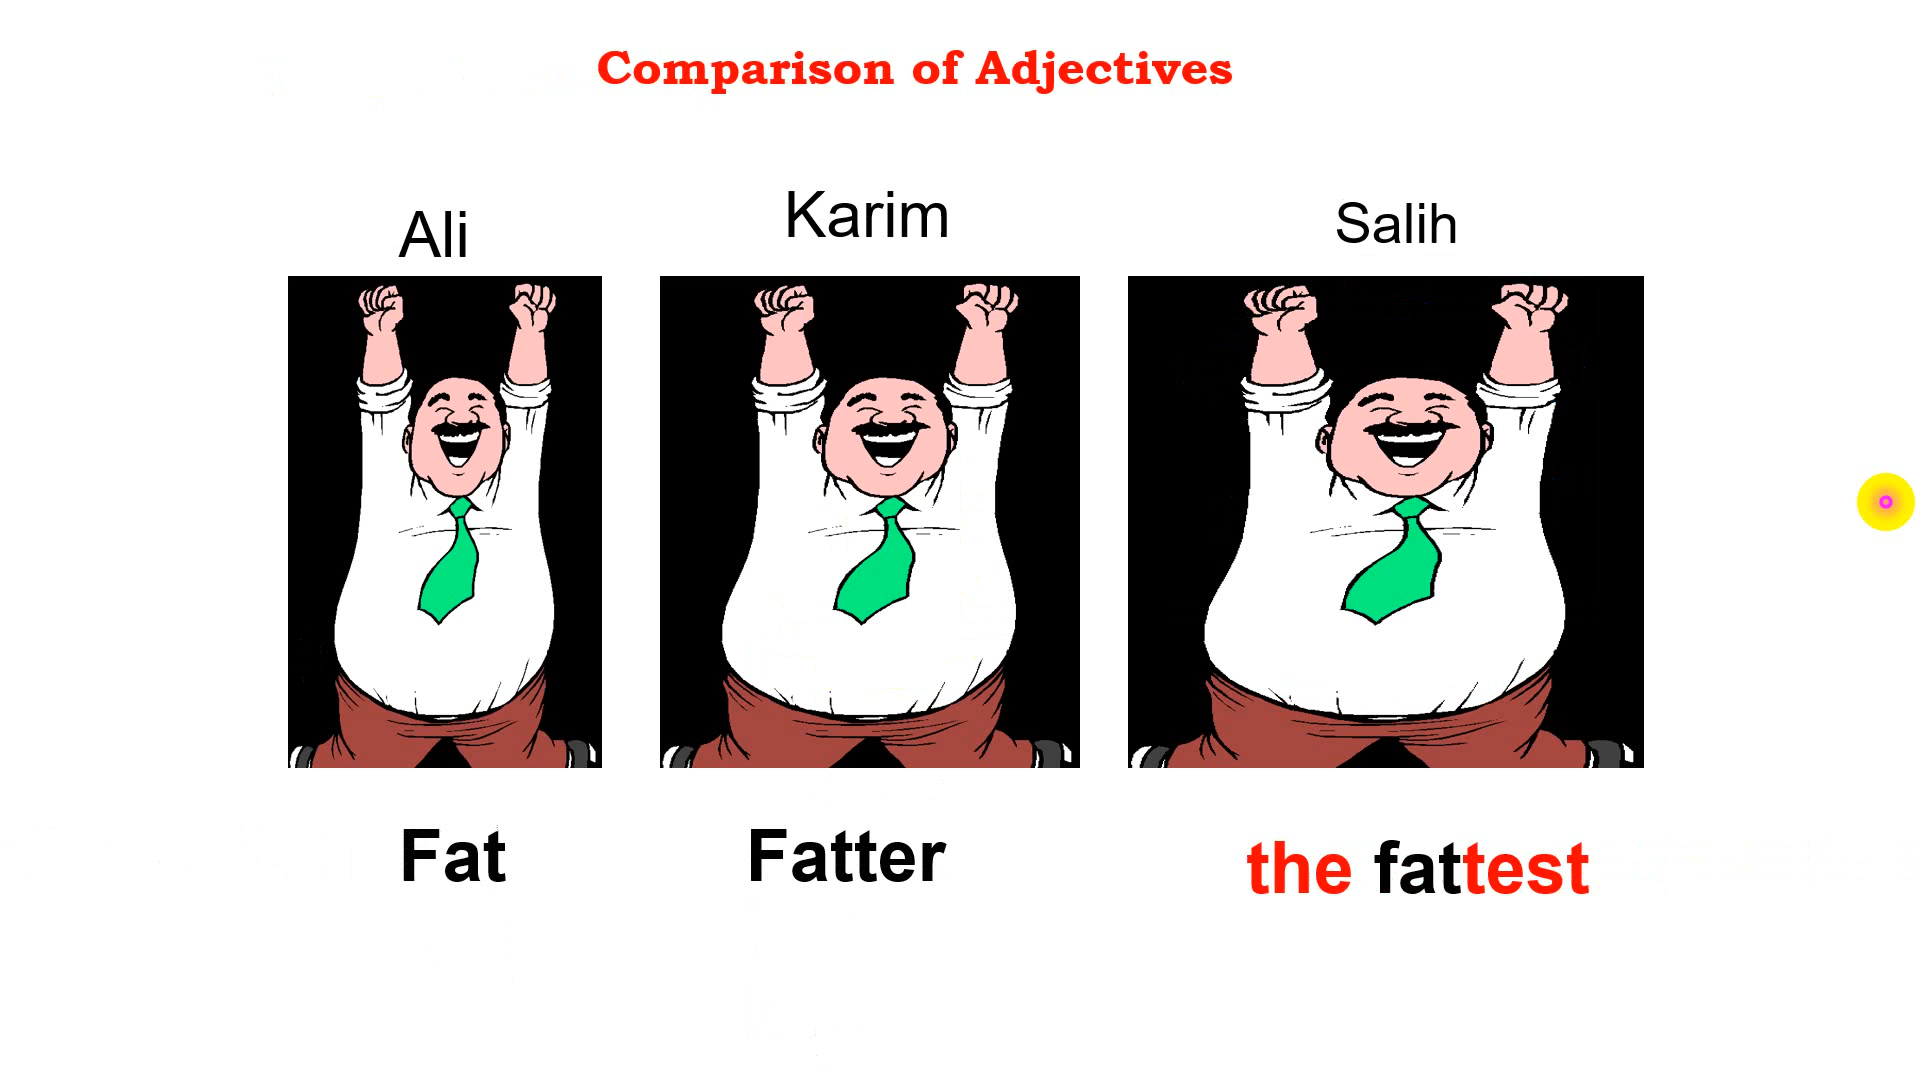 Comparison of Adjectives
Ali
Karim
Salih
Fat
Fatter
the fattest